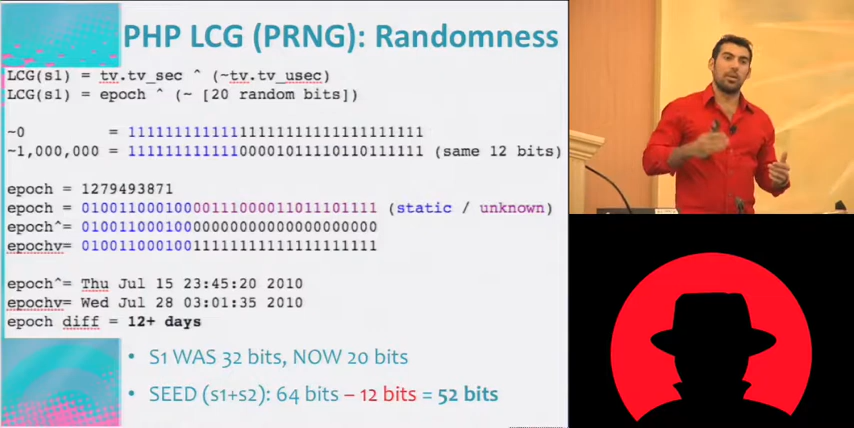 PHP LCG (PRNG): Randomness
LCG(s1) = tv.tv_sec ^ (~tv.tv_usec)
LCG(s1) = epoch ^ (~ [20 random bits])
~0 = 11111111111111111111111111111111
~1,000,000 = 11111111111100001011110110111111 (same 12 bits)
epoch = 1279493871
epoch = 01001100010000111000011011101111 (static / unknown)
epoch^= 01001100010000000000000000000000
epochv= 01001100010011111111111111111111
epoch^= Thu Jul 15 23:45:20 2010
epochv= Wed Jul 28 03:01:35 2010
epoch diff = 12+ days
• S1 WAS 32 bits, NOW 20 bits
• SEED (s1+s2): 64 bits – 12 bits = 52 bits